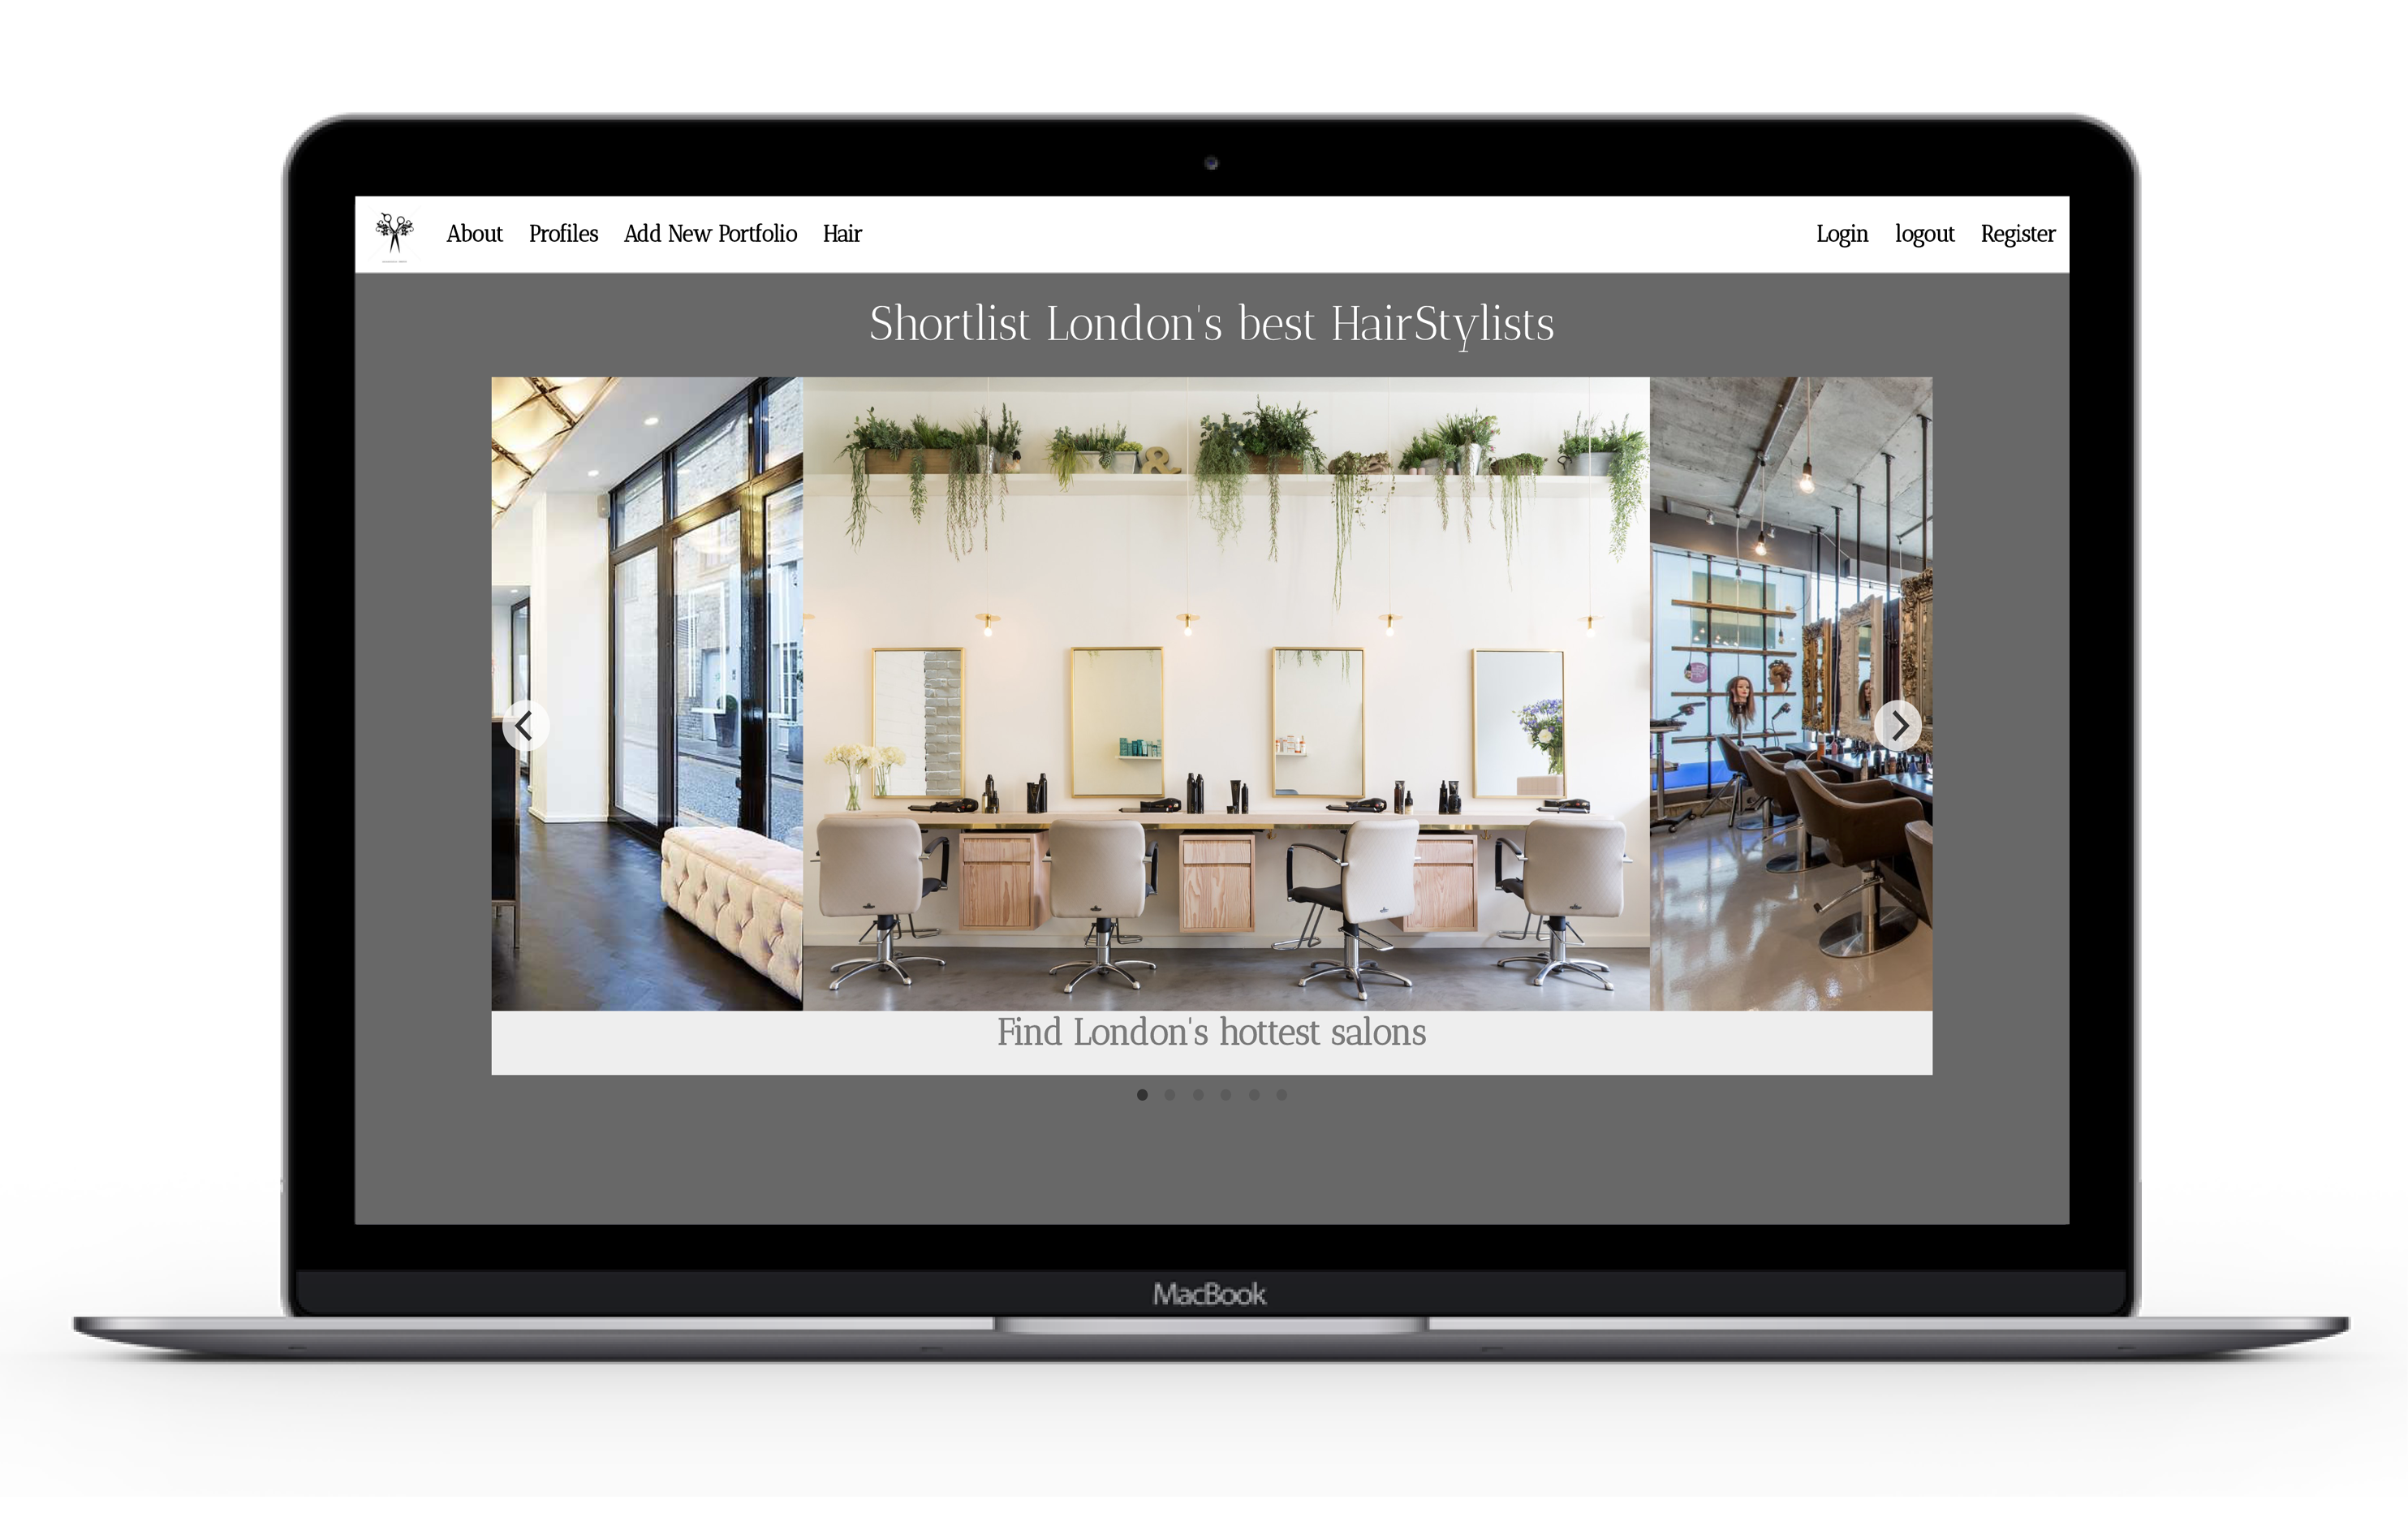 About Profiles Add New Portfolio Hair Login logout Register
Shortlist London's best HairStylists
&
Find London's hottest salons
MacBook